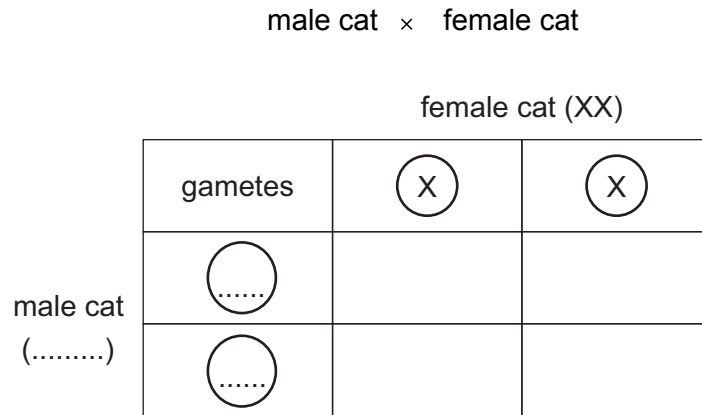 male cat × female cat
female cat (XX)
gametes X X
......
male cat
(.........)
......